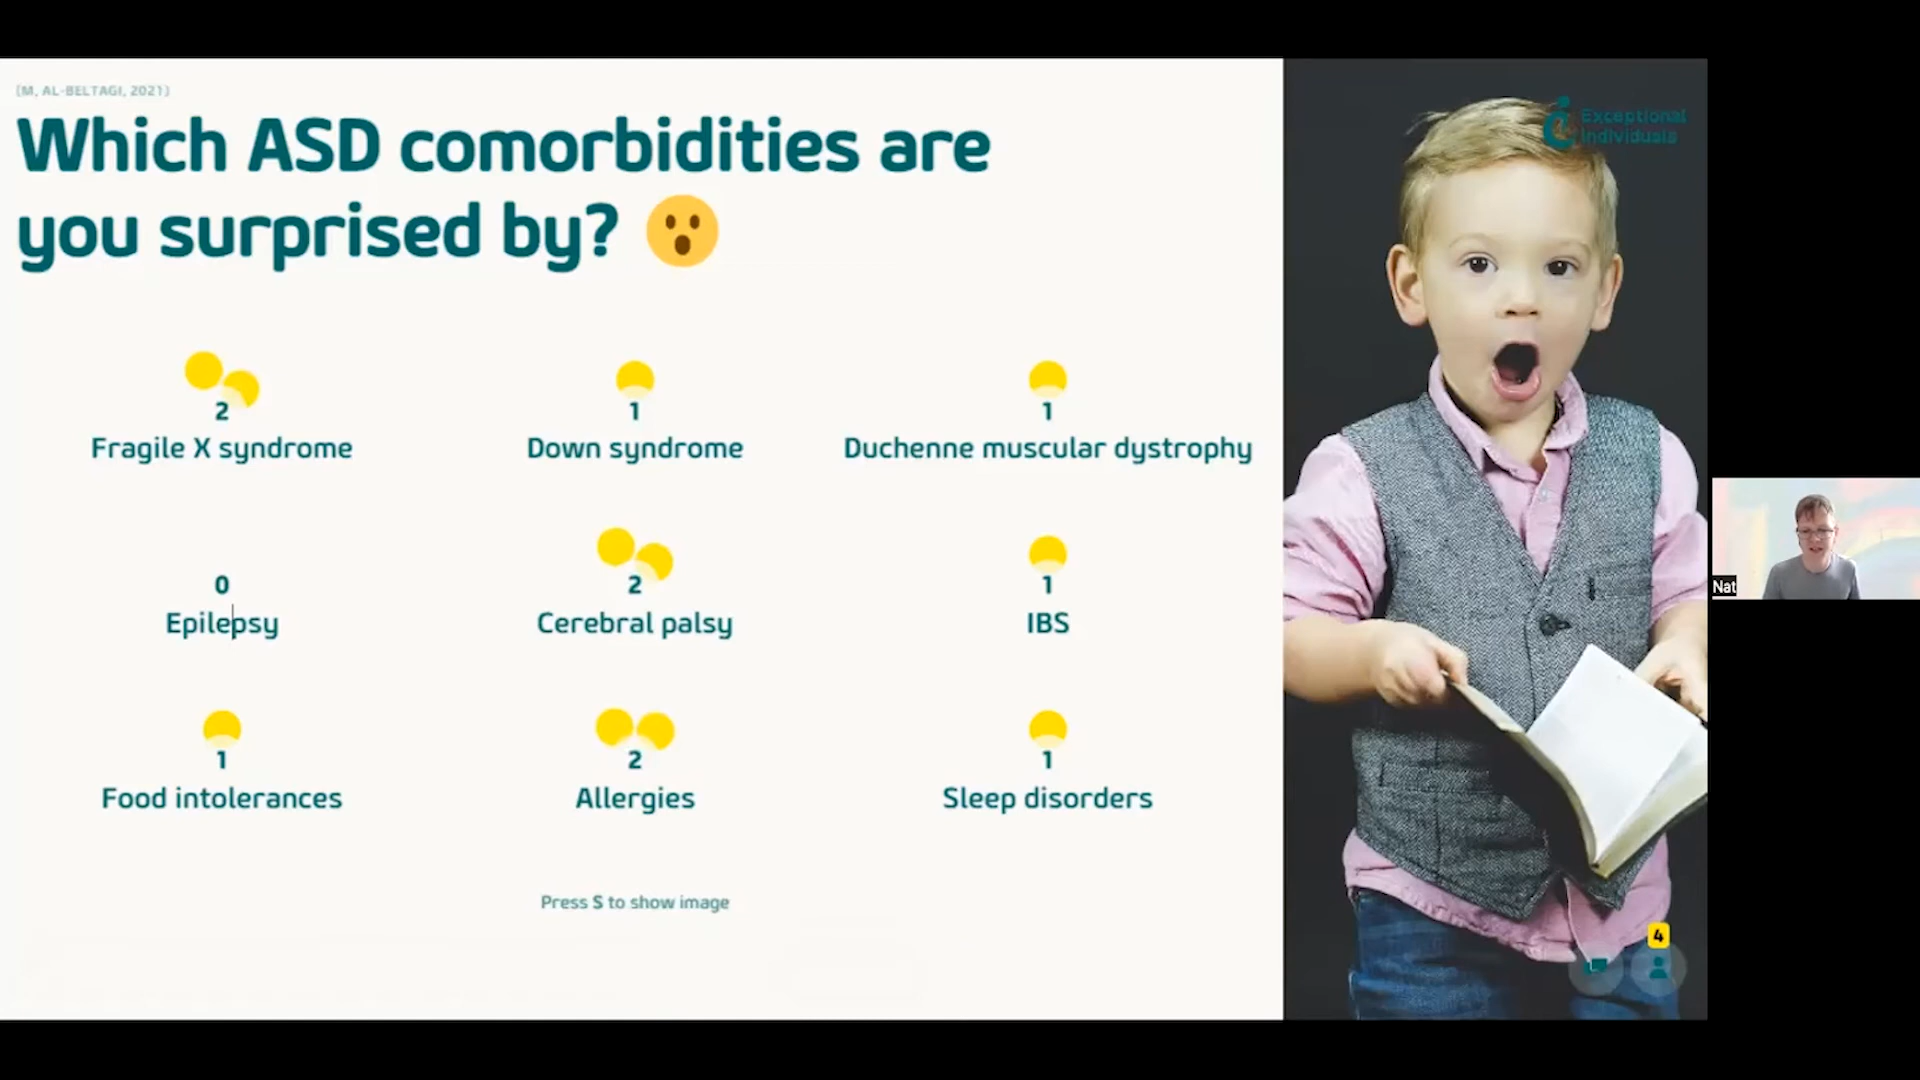 (M, AL-BELTAGI, 2021)
Which ASD comorbidities are
you surprised by?
Exceptional
Individuals
2
Fragile X syndrome
1
Down syndrome
1
Duchenne muscular dystrophy
0
Epilepsy
2
Cerebral palsy
1
IBS
1
Food intolerances
2
Allergies
1
Sleep disorders
Press S to show image
4
Nat